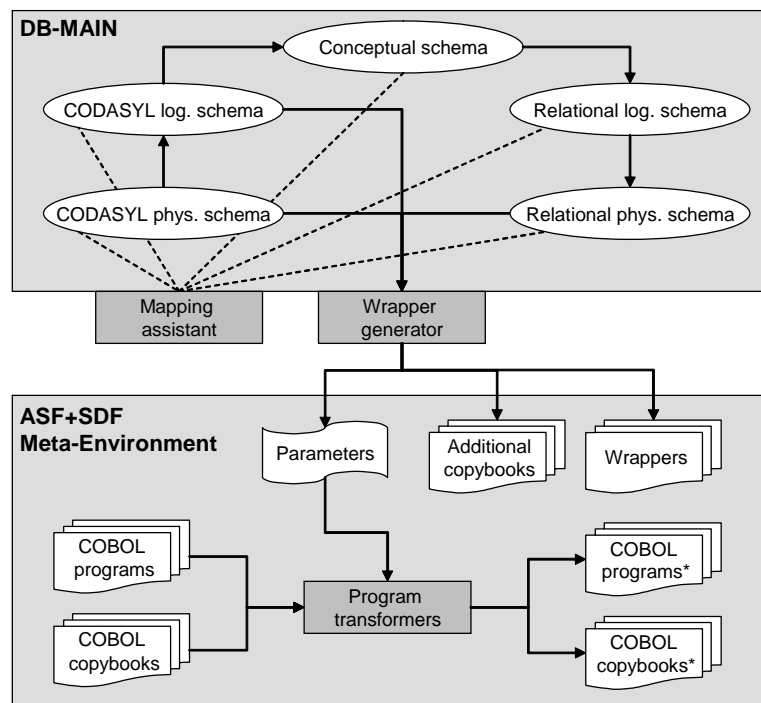 DB-MAIN
Conceptual schema
CODASYL log. schema
Relational log. schema
CODASYL phys. schema
Relational phys. schema
Mapping
assistant
Wrapper
generator
ASF+SDF
Meta-Environment
Parameters
Additional
copybooks
Wrappers
COBOL
programs
COBOL
copybooks
Program
transformers
COBOL
programs*
COBOL
copybooks*